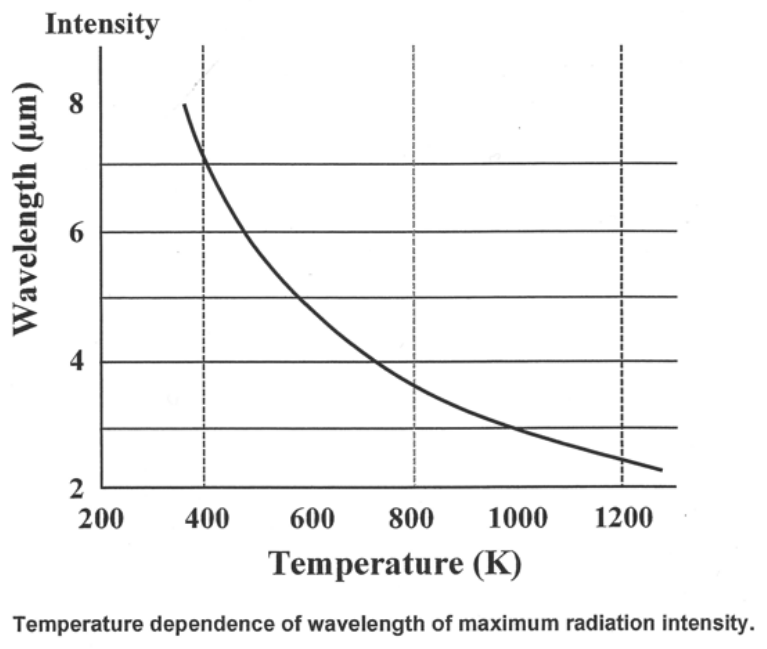 Intensity
Wavelength (µm)
8
6
4
2
200 400 600 800 1000 1200
Temperature (K)
Temperature dependence of wavelength of maximum radiation intensity.